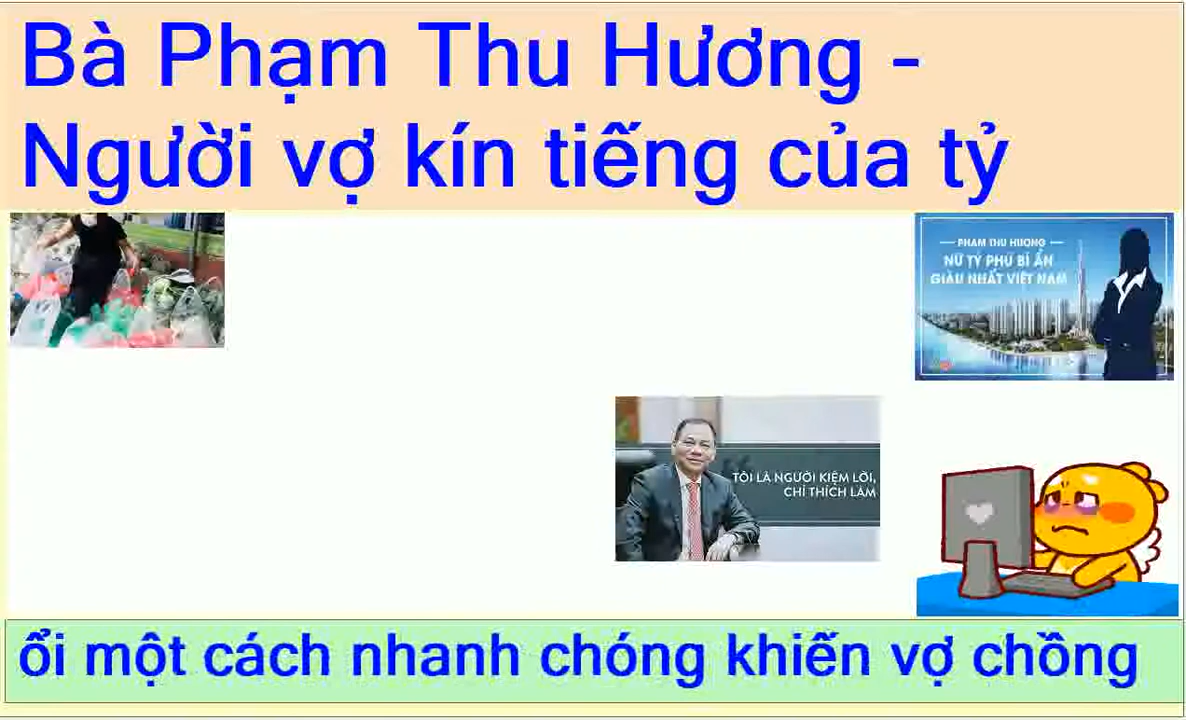 Bà Phạm Thu Hương -
Người vợ kín tiếng của tỷ
PHẠM THU HƯƠNG
NỮ TỶ PHÚ BÍ ẨN
GIÀU NHẤT VIỆT NAM
TÔI LÀ NGƯỜI KIỆM LỜI,
CHỈ THÍCH LÀM
ổi một cách nhanh chóng khiến vợ chồng